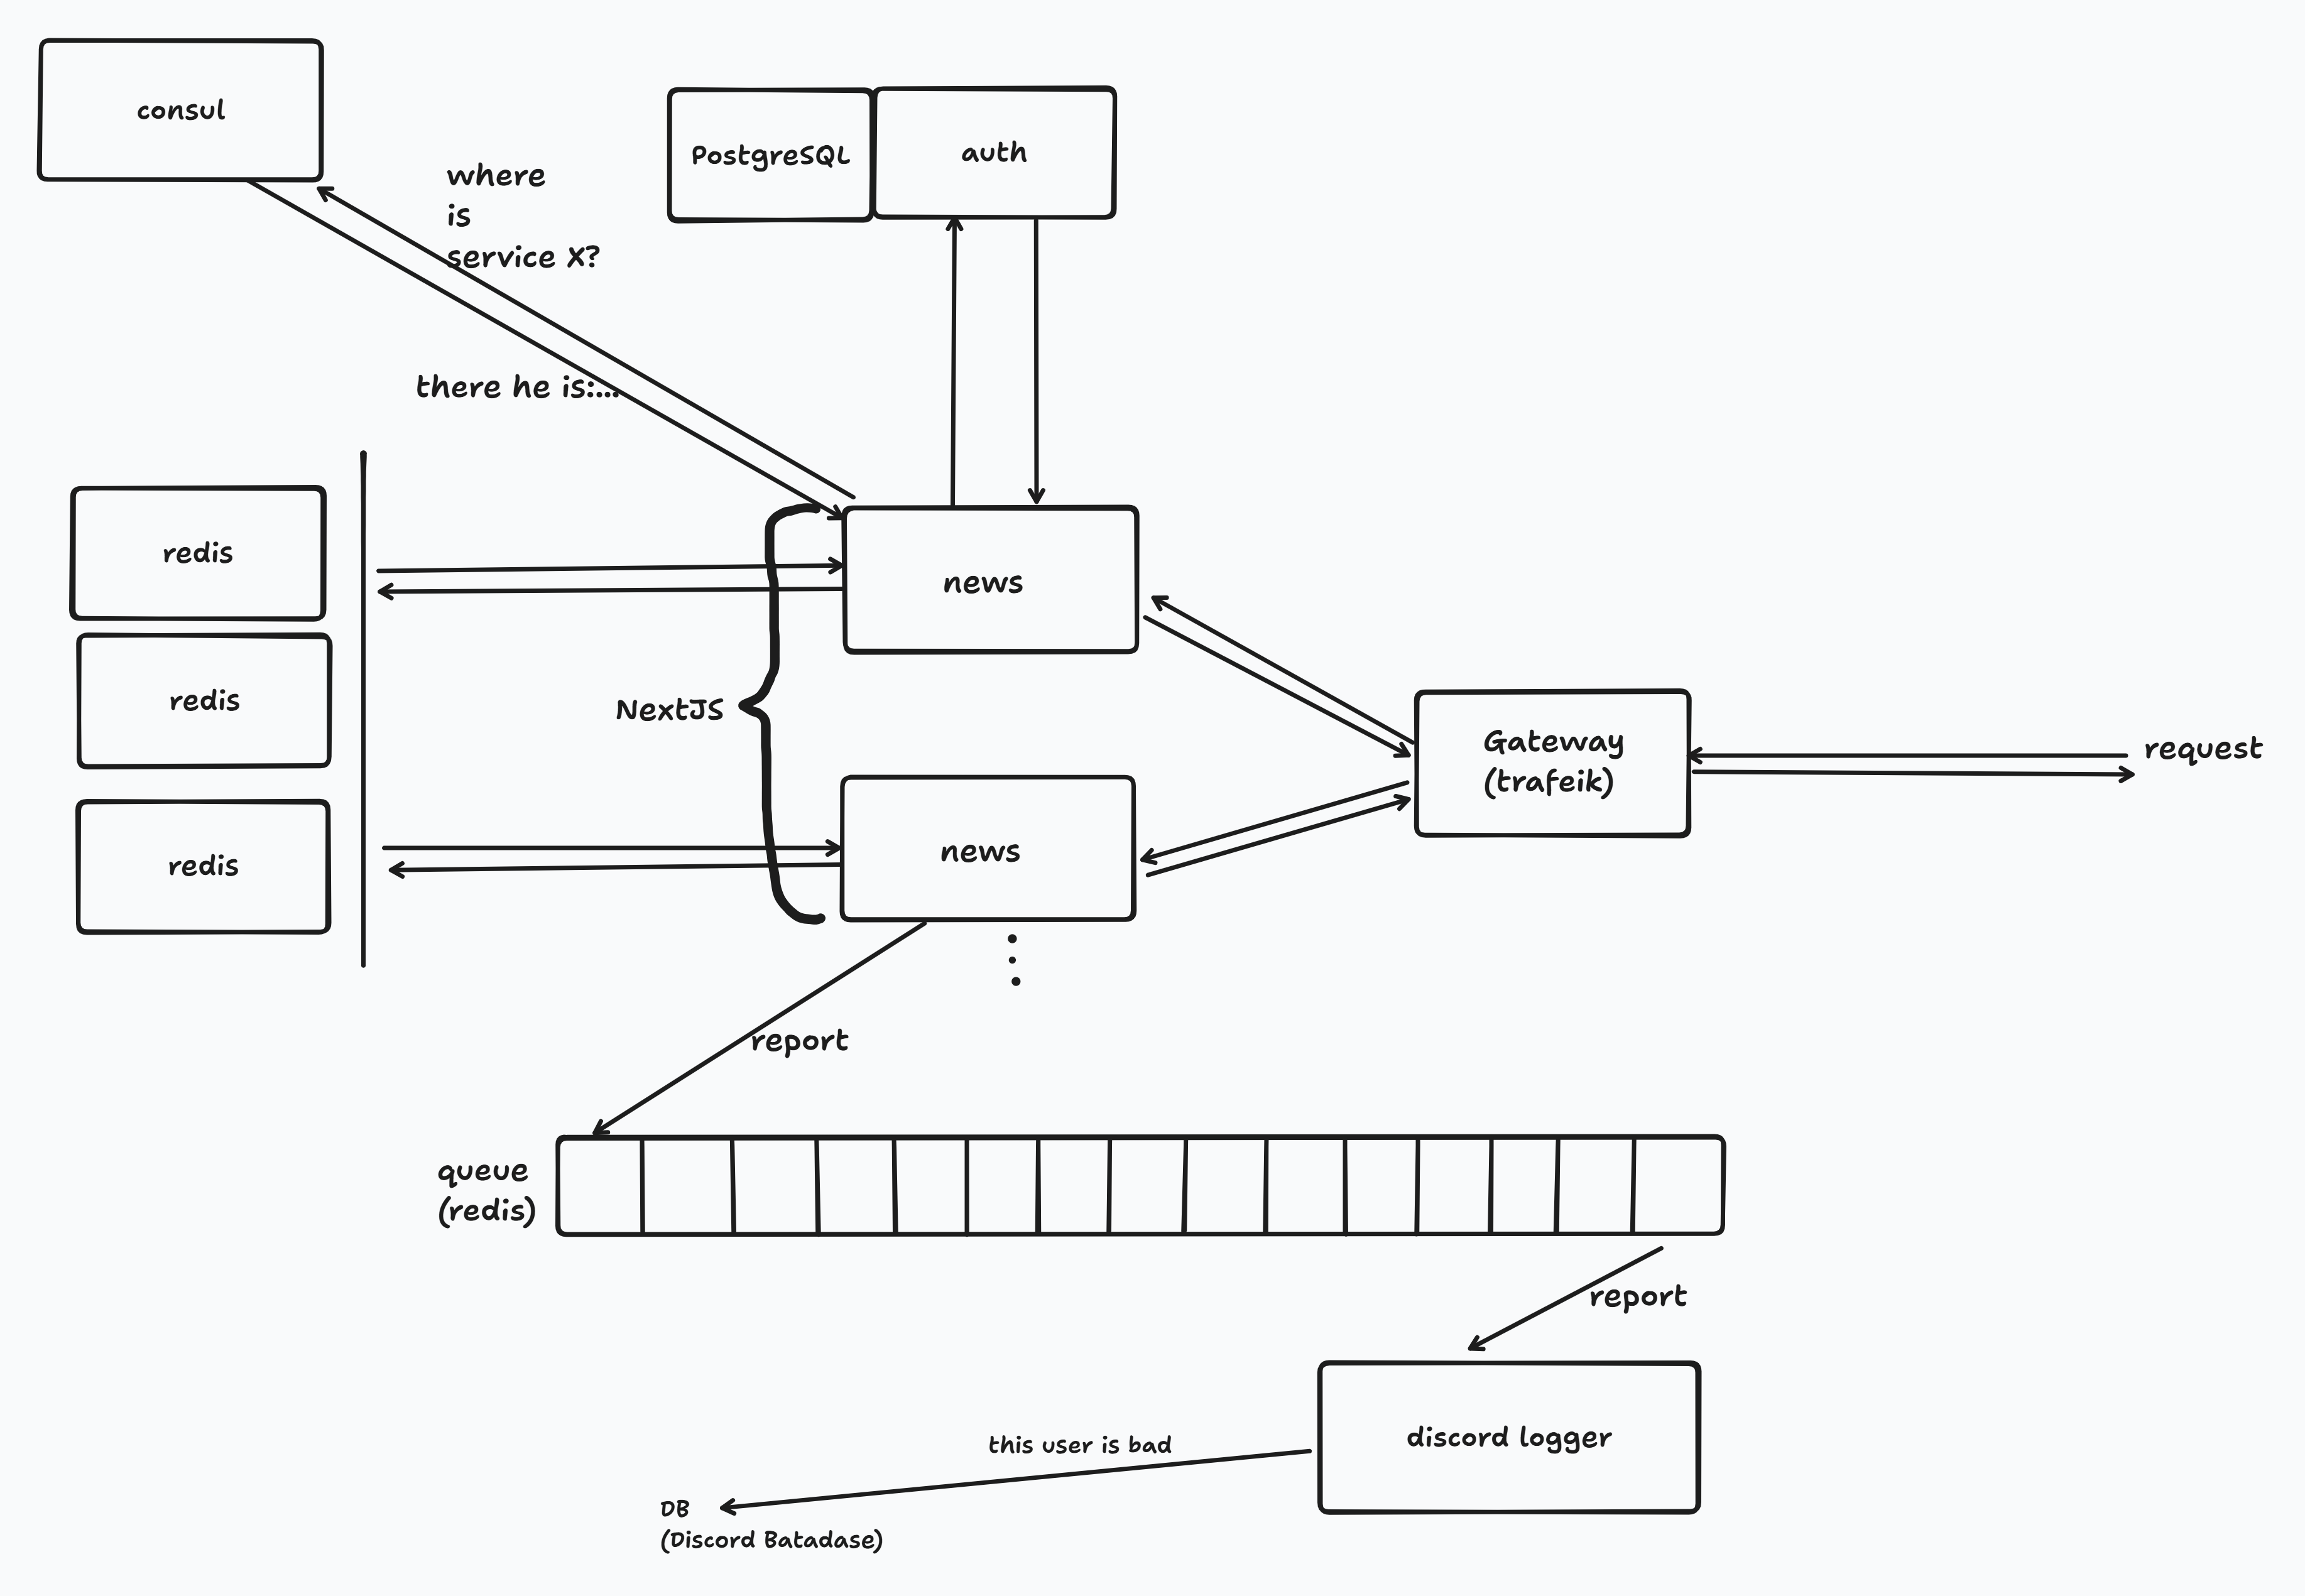 consul
PostgreSQL
auth
where
is
service X?
there he is:...
redis
redis
redis
NextJS
news
news
Gateway
(trafeik)
request
report
queue
(redis)
report
discord logger
this user is bad
DB
(Discord Batadase)